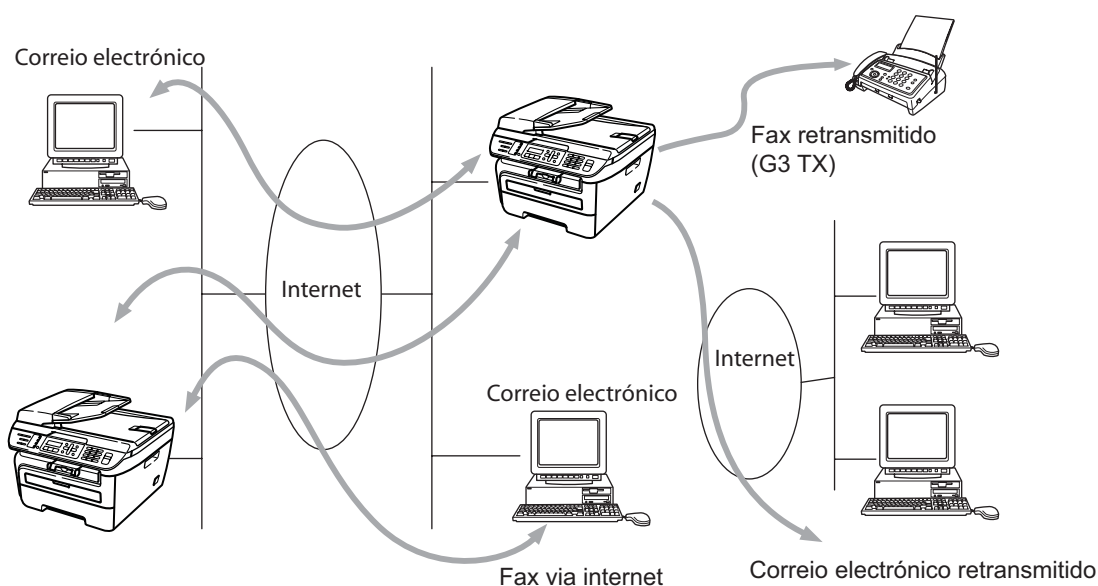 Correio electrónico
Fax retransmitido
(G3 TX)
Internet
Internet
Correio electrónico
Fax via internet
Correio electrónico retransmitido